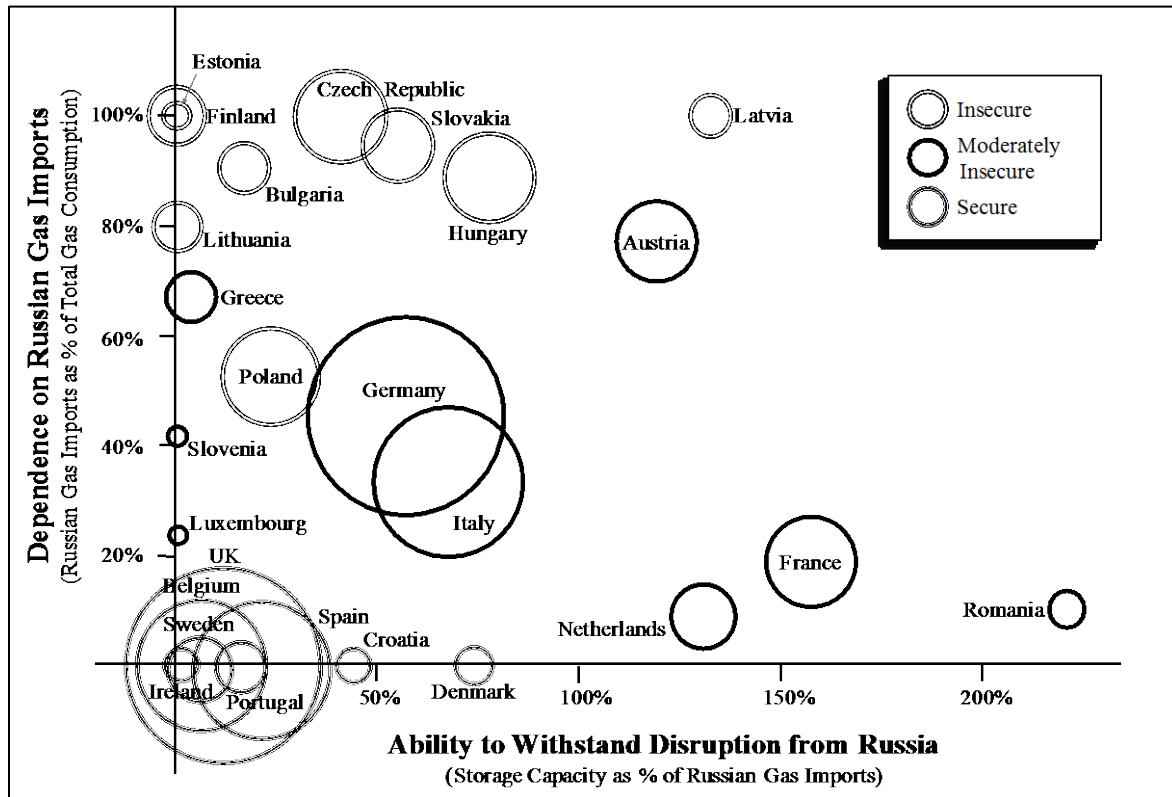 Estonia
Czech Republic
100%
Finland
Slovakia
Latvia
Insecure
Moderately
Insecure
Secure
Bulgaria
Hungary
80%
Lithuania
Austria
Greece
60%
Poland
Germany
40%
Slovenia
Italy
Luxembourg
20%
UK
Belgium
Sweden
Spain
Croatia
France
Netherlands
Romania
Ireland
Portugal
Denmark
50%
100%
150%
200%
Dependence on Russian Gas Imports
(Russian Gas Imports as % of Total Gas Consumption)
Ability to Withstand Disruption from Russia
(Storage Capacity as % of Russian Gas Imports)